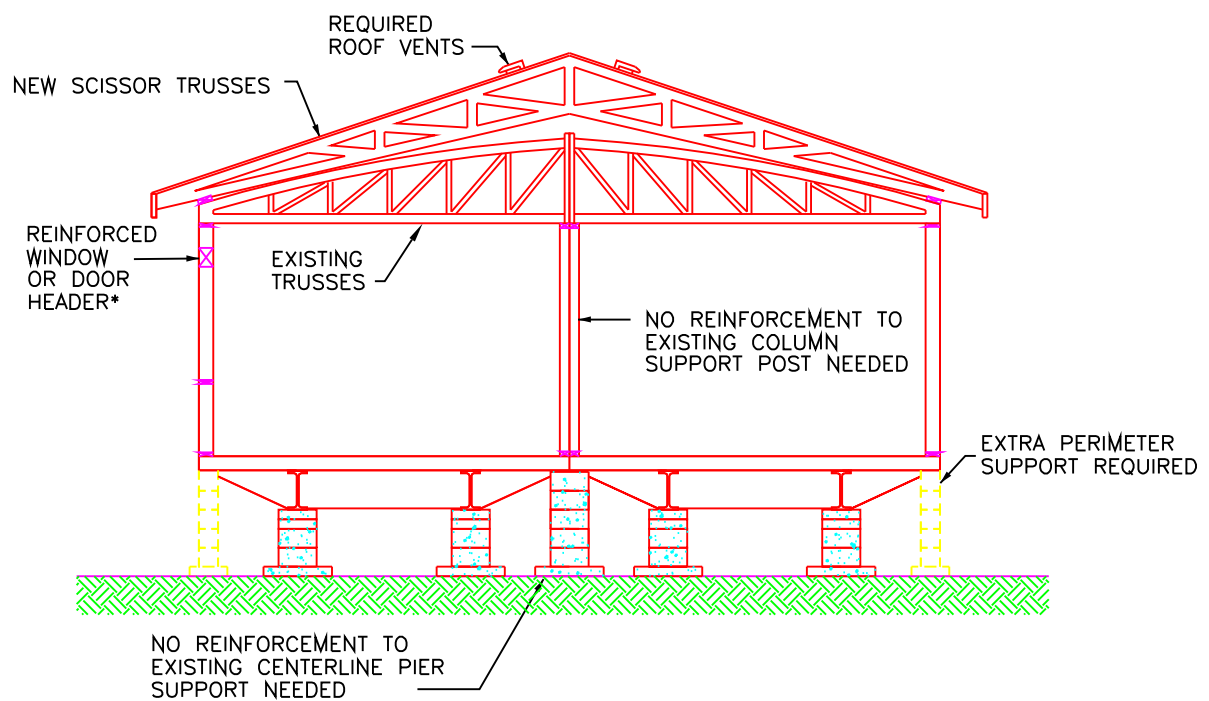 REQUIRED
ROOF VENTS
NEW SCISSOR TRUSSES
REINFORCED
WINDOW
OR DOOR
HEADER*
EXISTING
TRUSSES
NO REINFORCEMENT TO
EXISTING COLUMN
SUPPORT POST NEEDED
EXTRA PERIMETER
SUPPORT REQUIRED
NO REINFORCEMENT TO
EXISTING CENTERLINE PIER
SUPPORT NEEDED